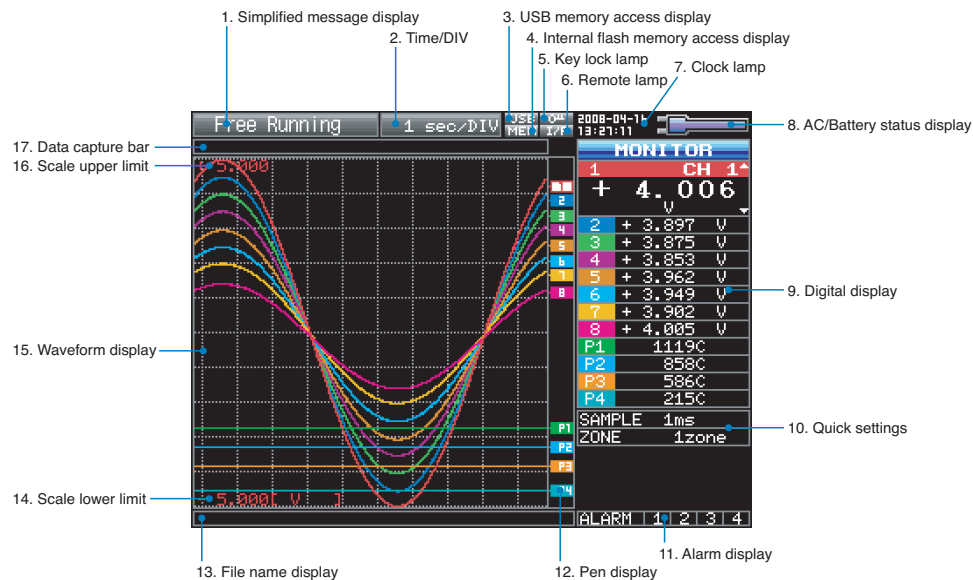 1. Simplified message display
2. Time/DIV
3. USB memory access display
4. Internal flash memory access display
5. Key lock lamp
6. Remote lamp
7. Clock lamp
8. AC/Battery status display
Free Running
1 sec/DIV
USB
MEM
I/F
2008-04-16
13:27:11
17. Data capture bar
16. Scale upper limit
5.000
MONITOR
1 CH 1
+ 4.006
V
2 + 3.897 V
3 + 3.875 V
4 + 3.853 V
5 + 3.962 V
6 + 3.949 V
7 + 3.902 V
8 + 4.005 V
P1 1119C
P2 858C
P3 586C
P4 215C
1
2
3
4
5
6
7
8
P1
P2
P3
9. Digital display
15. Waveform display
SAMPLE 1ms
ZONE 1zone
10. Quick settings
14. Scale lower limit
5.000[ V ]
ALARM 1 2 3 4
11. Alarm display
13. File name display
12. Pen display